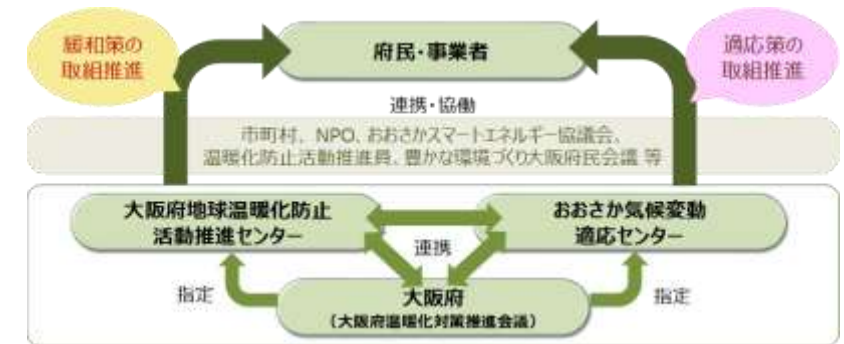 緩和策の
取組推進
府民・事業者
適応策の
取組推進
連携・協働
市町村、NPO、おおさかスマートエネルギー協議会、
温暖化防止活動推進員、豊かな環境づくり大阪府民会議 等
大阪府地球温暖化防止
活動推進センター
おおさか気候変動
適応センター
連携
指定
大阪府
(大阪府温暖化対策推進会議)
指定